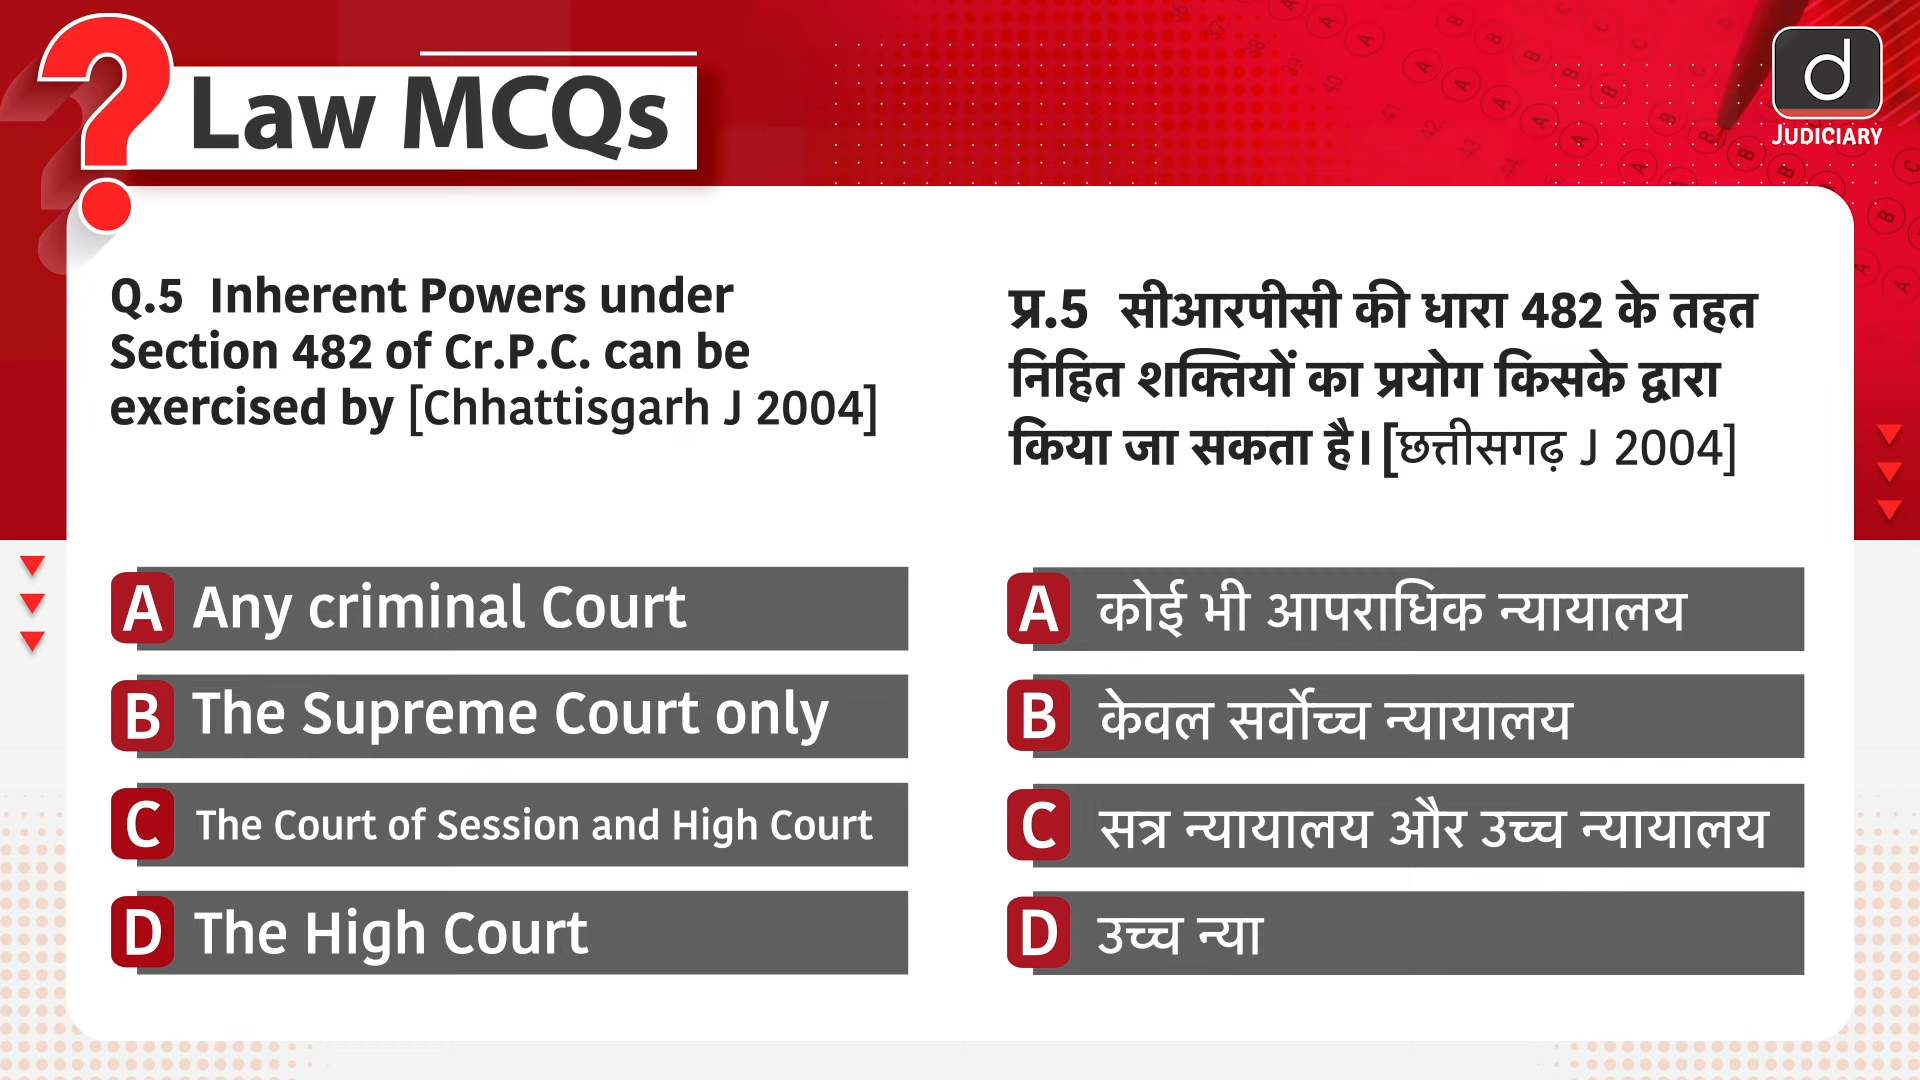 ?
Law MCQs
d
JUDICIARY
Q.5 Inherent Powers under
Section 482 of Cr.P.C. can be
exercised by [Chhattisgarh J 2004]
A Any criminal Court
B The Supreme Court only
C The Court of Session and High Court
D The High Court
प्र.5 सीआरपीसी की धारा 482 के तहत
निहित शक्तियों का प्रयोग किसके द्वारा
किया जा सकता है। [छत्तीसगढ़ J 2004]
A कोई भी आपराधिक न्यायालय
B केवल सर्वोच्च न्यायालय
C सत्र न्यायालय और उच्च न्यायालय
D उच्च न्या